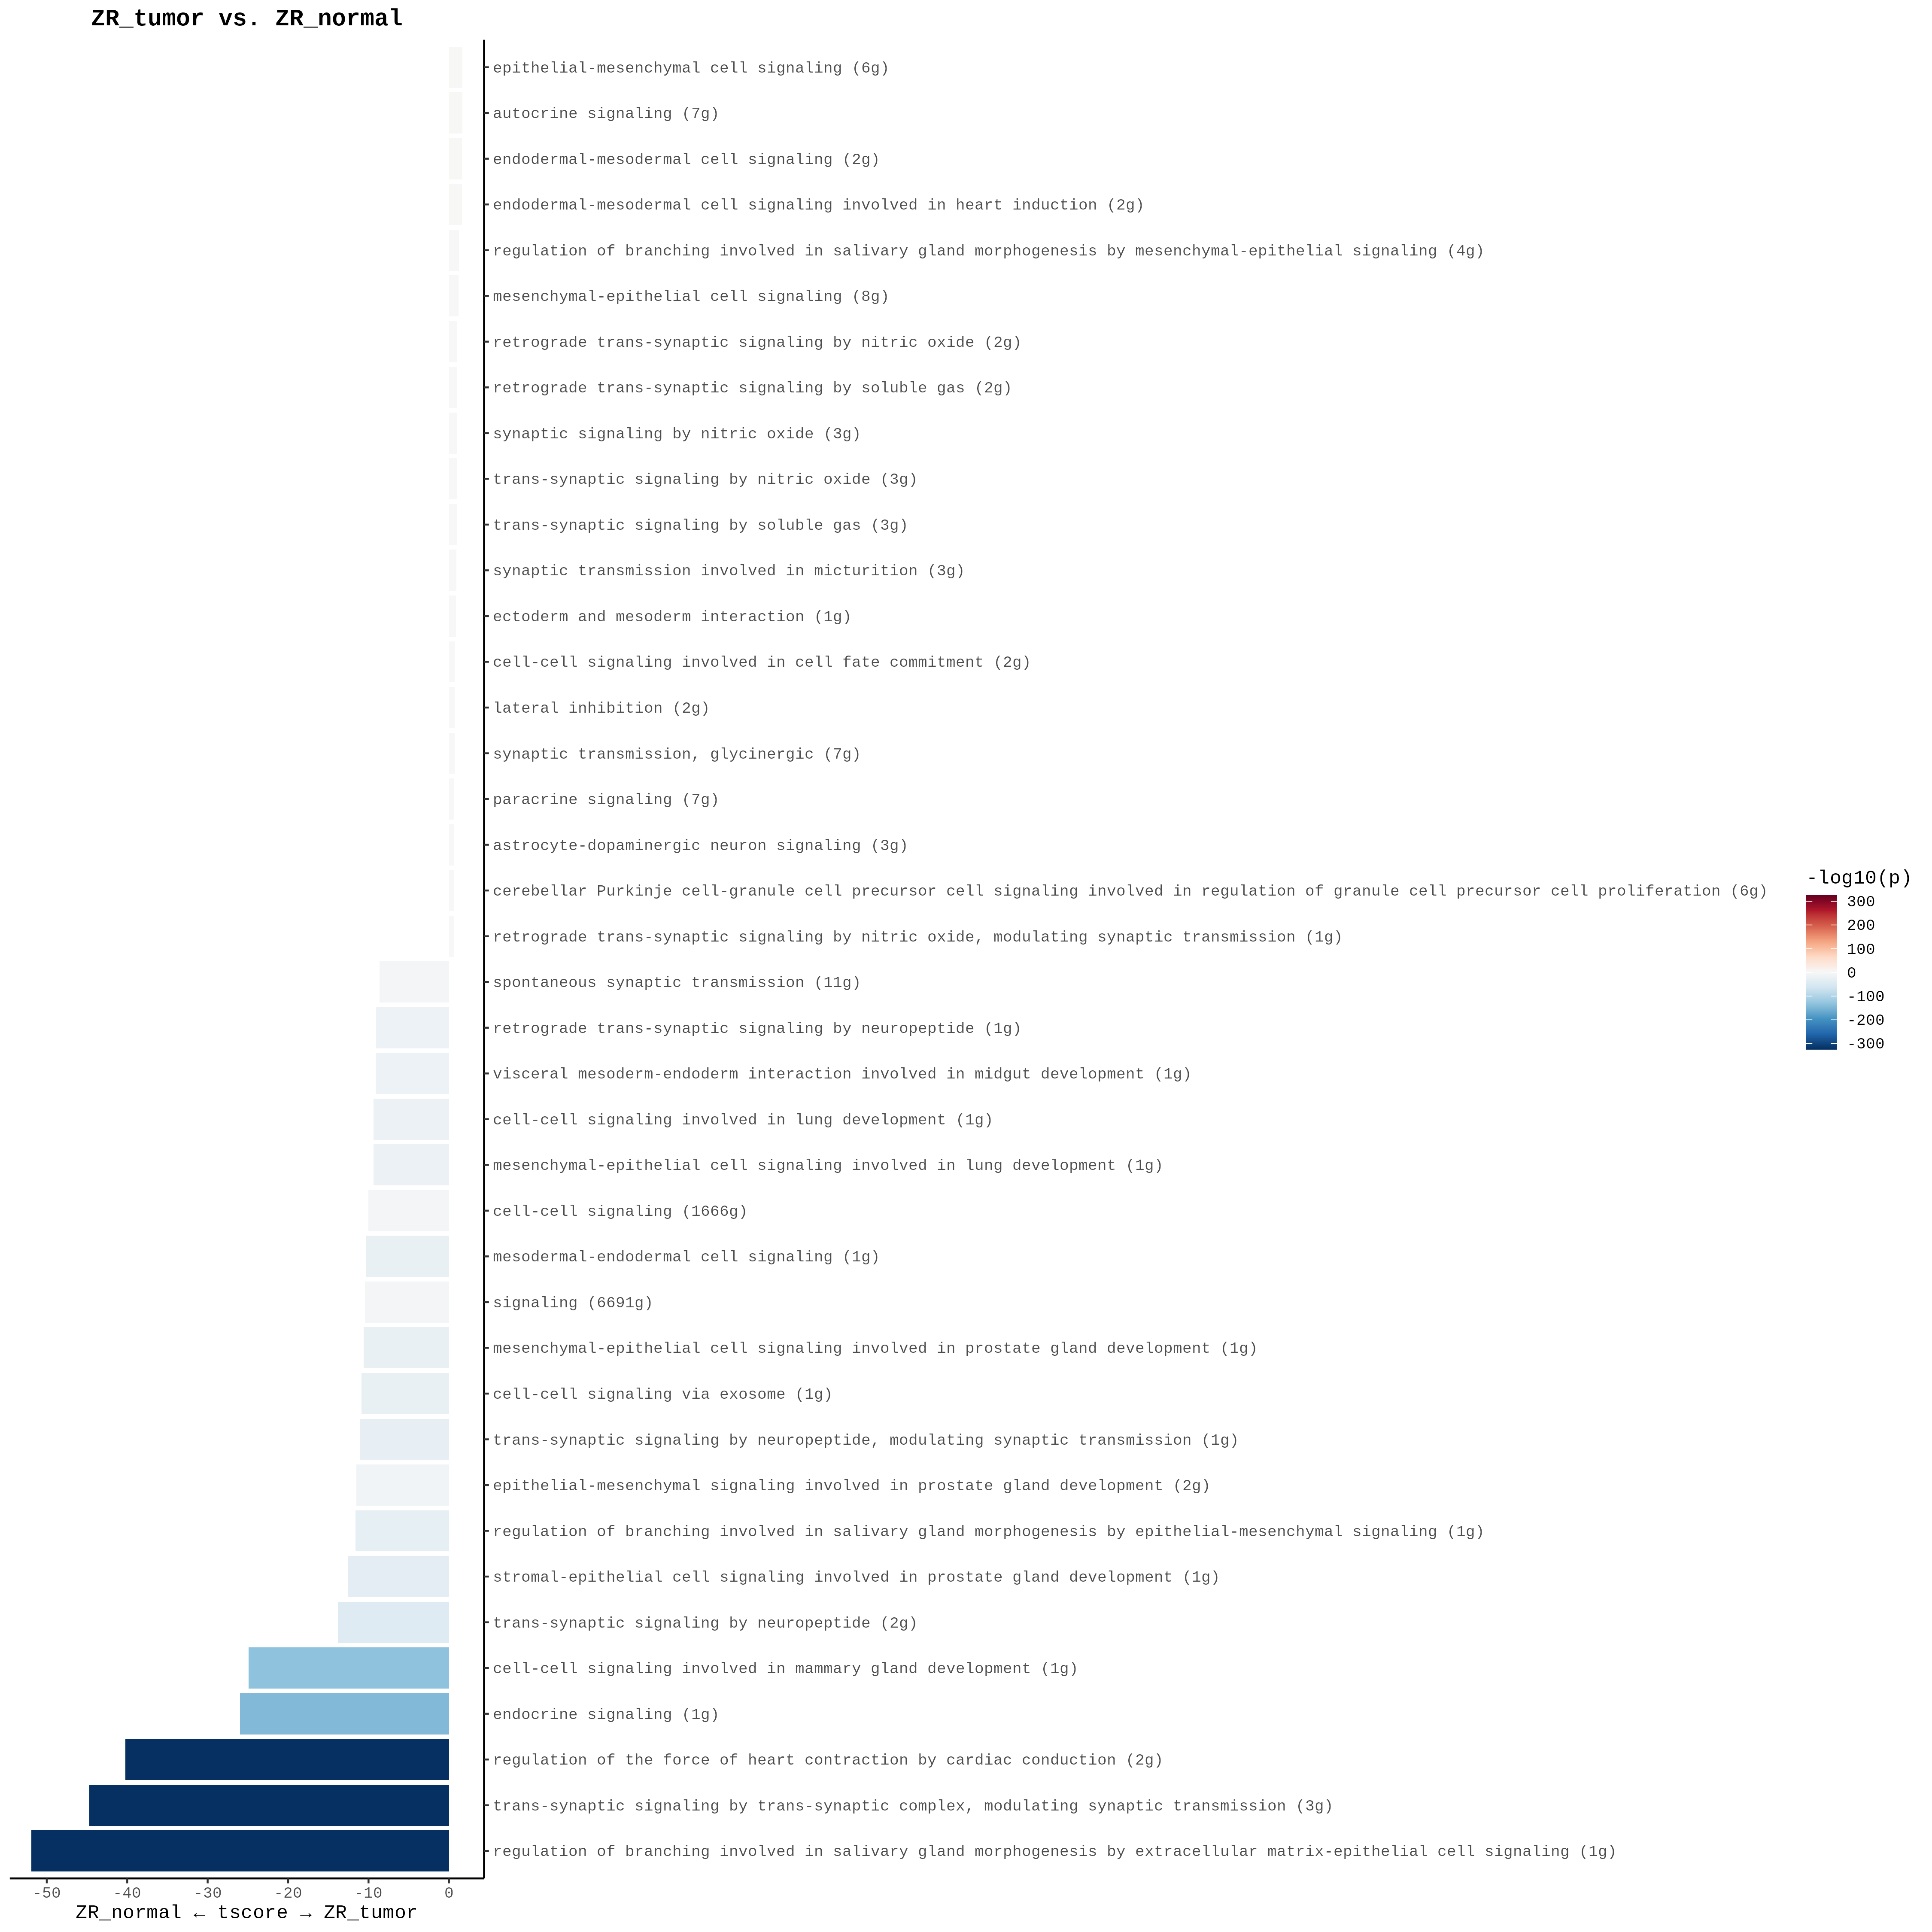 ZR_tumor vs. ZR_normal
epithelial-mesenchymal cell signaling (6g)
autocrine signaling (7g)
endodermal-mesodermal cell signaling (2g)
endodermal-mesodermal cell signaling involved in heart induction (2g)
regulation of branching involved in salivary gland morphogenesis by mesenchymal-epithelial signaling (4g)
mesenchymal-epithelial cell signaling (8g)
retrograde trans-synaptic signaling by nitric oxide (2g)
retrograde trans-synaptic signaling by soluble gas (2g)
synaptic signaling by nitric oxide (3g)
trans-synaptic signaling by nitric oxide (3g)
trans-synaptic signaling by soluble gas (3g)
synaptic transmission involved in micturition (3g)
ectoderm and mesoderm interaction (1g)
cell-cell signaling involved in cell fate commitment (2g)
lateral inhibition (2g)
synaptic transmission, glycinergic (7g)
paracrine signaling (7g)
astrocyte-dopaminergic neuron signaling (3g)
cerebellar Purkinje cell-granule cell precursor cell signaling involved in regulation of granule cell precursor cell proliferation (6g)
retrograde trans-synaptic signaling by nitric oxide, modulating synaptic transmission (1g)
spontaneous synaptic transmission (11g)
retrograde trans-synaptic signaling by neuropeptide (1g)
visceral mesoderm-endoderm interaction involved in midgut development (1g)
cell-cell signaling involved in lung development (1g)
mesenchymal-epithelial cell signaling involved in lung development (1g)
cell-cell signaling (1666g)
mesodermal-endodermal cell signaling (1g)
signaling (6691g)
mesenchymal-epithelial cell signaling involved in prostate gland development (1g)
cell-cell signaling via exosome (1g)
trans-synaptic signaling by neuropeptide, modulating synaptic transmission (1g)
epithelial-mesenchymal signaling involved in prostate gland development (2g)
regulation of branching involved in salivary gland morphogenesis by epithelial-mesenchymal signaling (1g)
stromal-epithelial cell signaling involved in prostate gland development (1g)
trans-synaptic signaling by neuropeptide (2g)
cell-cell signaling involved in mammary gland development (1g)
endocrine signaling (1g)
regulation of the force of heart contraction by cardiac conduction (2g)
trans-synaptic signaling by trans-synaptic complex, modulating synaptic transmission (3g)
regulation of branching involved in salivary gland morphogenesis by extracellular matrix-epithelial cell signaling (1g)
-50 -40 -30 -20 -10 0
ZR_normal ← tscore → ZR_tumor
-log10(p)
300
200
100
0
-100
-200
-300